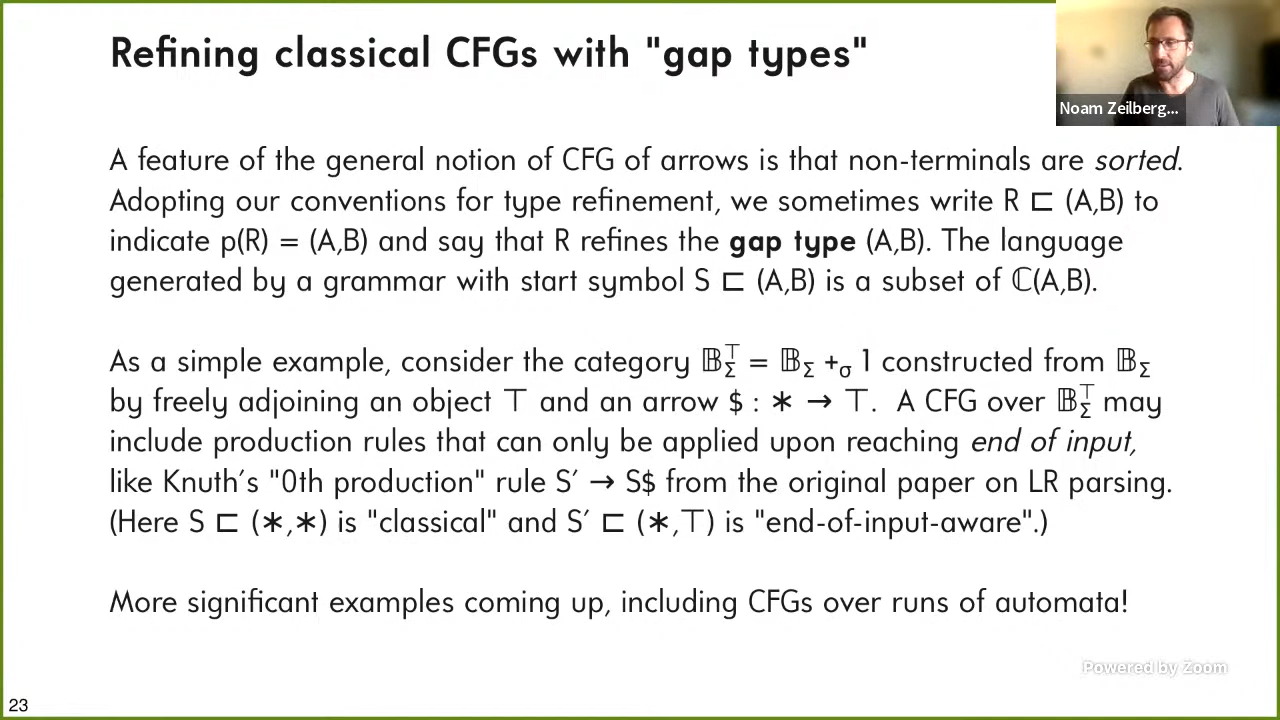 Refining classical CFGs with "gap types"
Noam Zeilberg...
A feature of the general notion of CFG of arrows is that non-terminals are sorted.
Adopting our conventions for type refinement, we sometimes write R ⊏ (A,B) to
indicate p(R) = (A,B) and say that R refines the gap type (A,B). The language
generated by a grammar with start symbol S ⊏ (A,B) is a subset of ℂ(A,B).
As a simple example, consider the category 𝔹_Σ^⊤ = 𝔹_Σ +_σ 1 constructed from 𝔹_Σ
by freely adjoining an object ⊤ and an arrow $ : ∗ → ⊤. A CFG over 𝔹_Σ^⊤ may
include production rules that can only be applied upon reaching end of input,
like Knuth′s "0th production" rule S′ → S$ from the original paper on LR parsing.
(Here S ⊏ (∗,∗) is "classical" and S′ ⊏ (∗,⊤) is "end-of-input-aware".)
More significant examples coming up, including CFGs over runs of automata!
Powered by Zoom
23